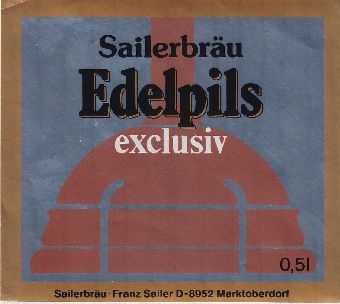 Sailerbräu
Edelpils
exclusiv
0,5l
Sailerbräu · Franz Sailer D-8952 Marktoberdorf